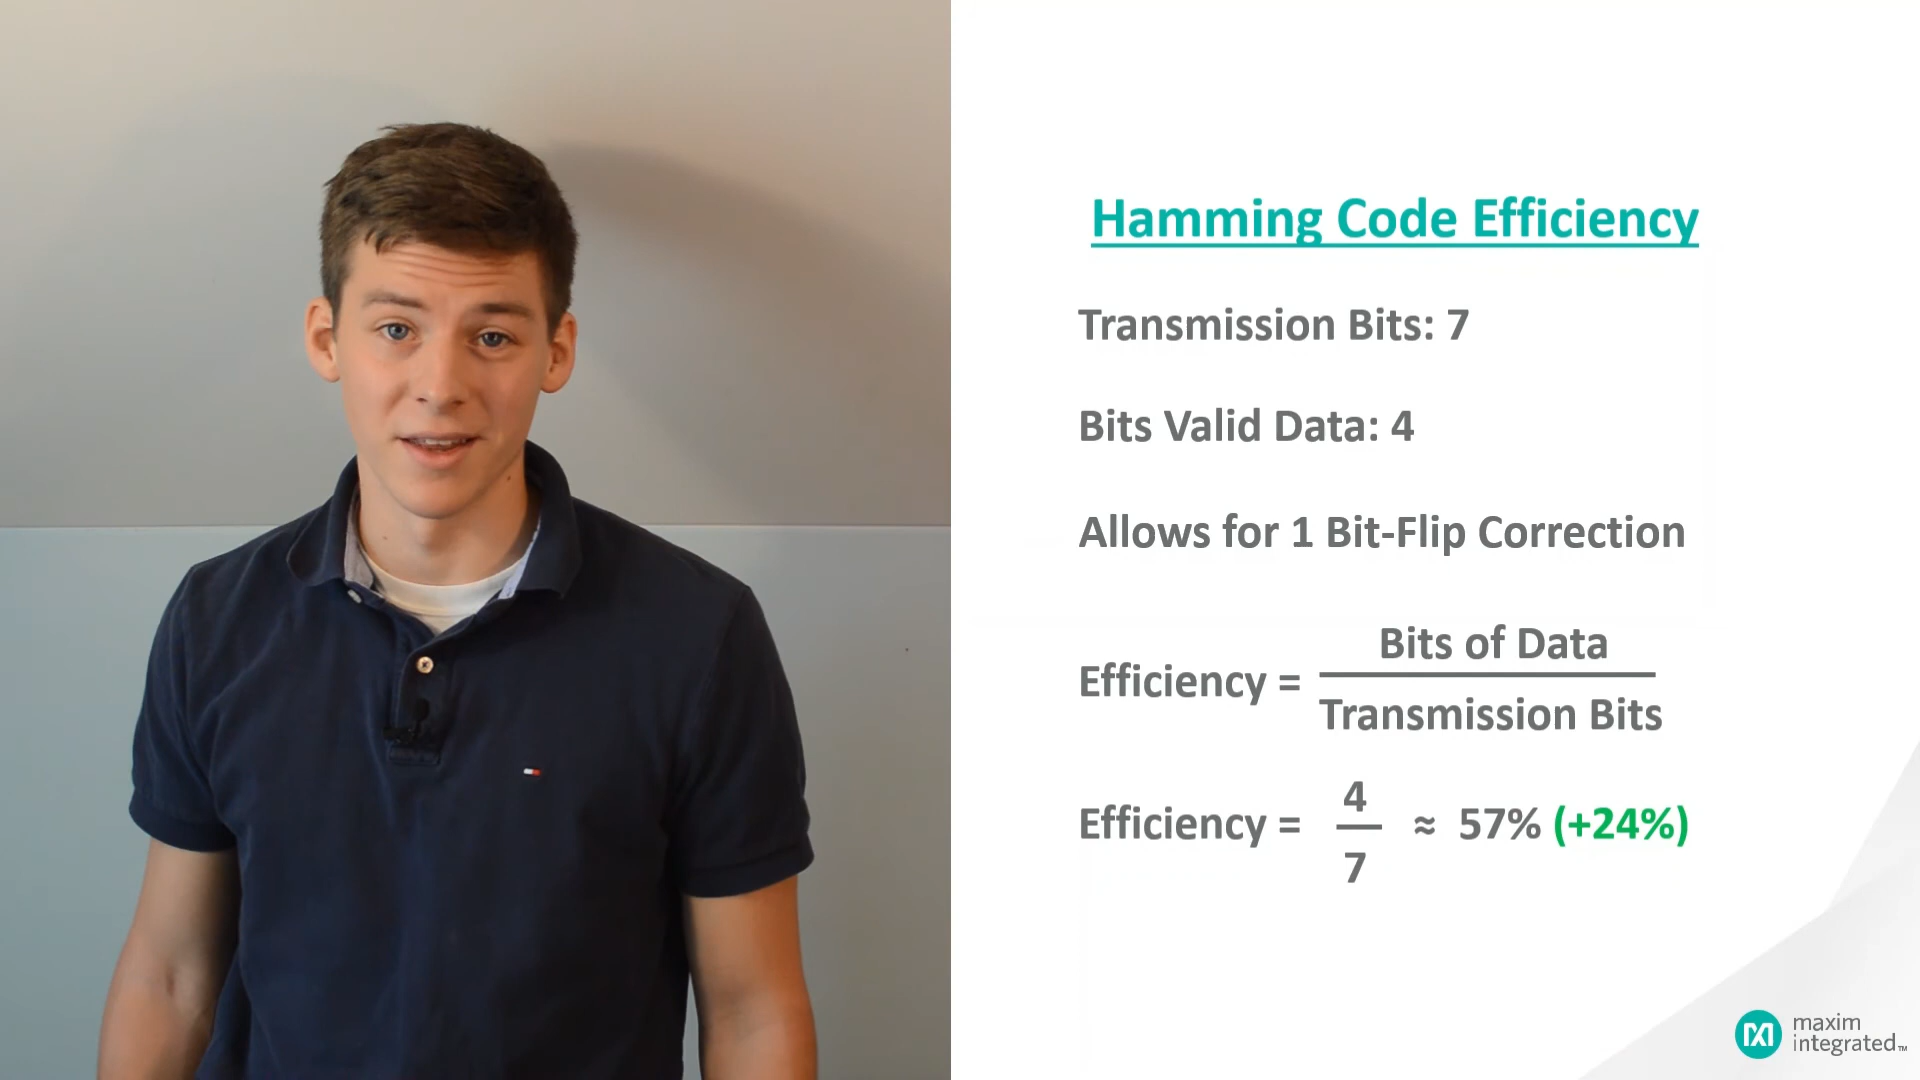 Hamming Code Efficiency
Transmission Bits: 7
Bits Valid Data: 4
Allows for 1 Bit-Flip Correction
Efficiency = Bits of Data
Transmission Bits
Efficiency = 4
7
≈ 57% (+24%)
maxim
integrated™